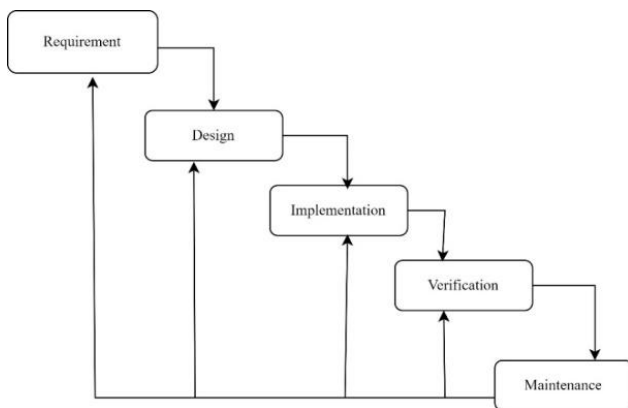 Requirement
Design
Implementation
Verification
Maintenance